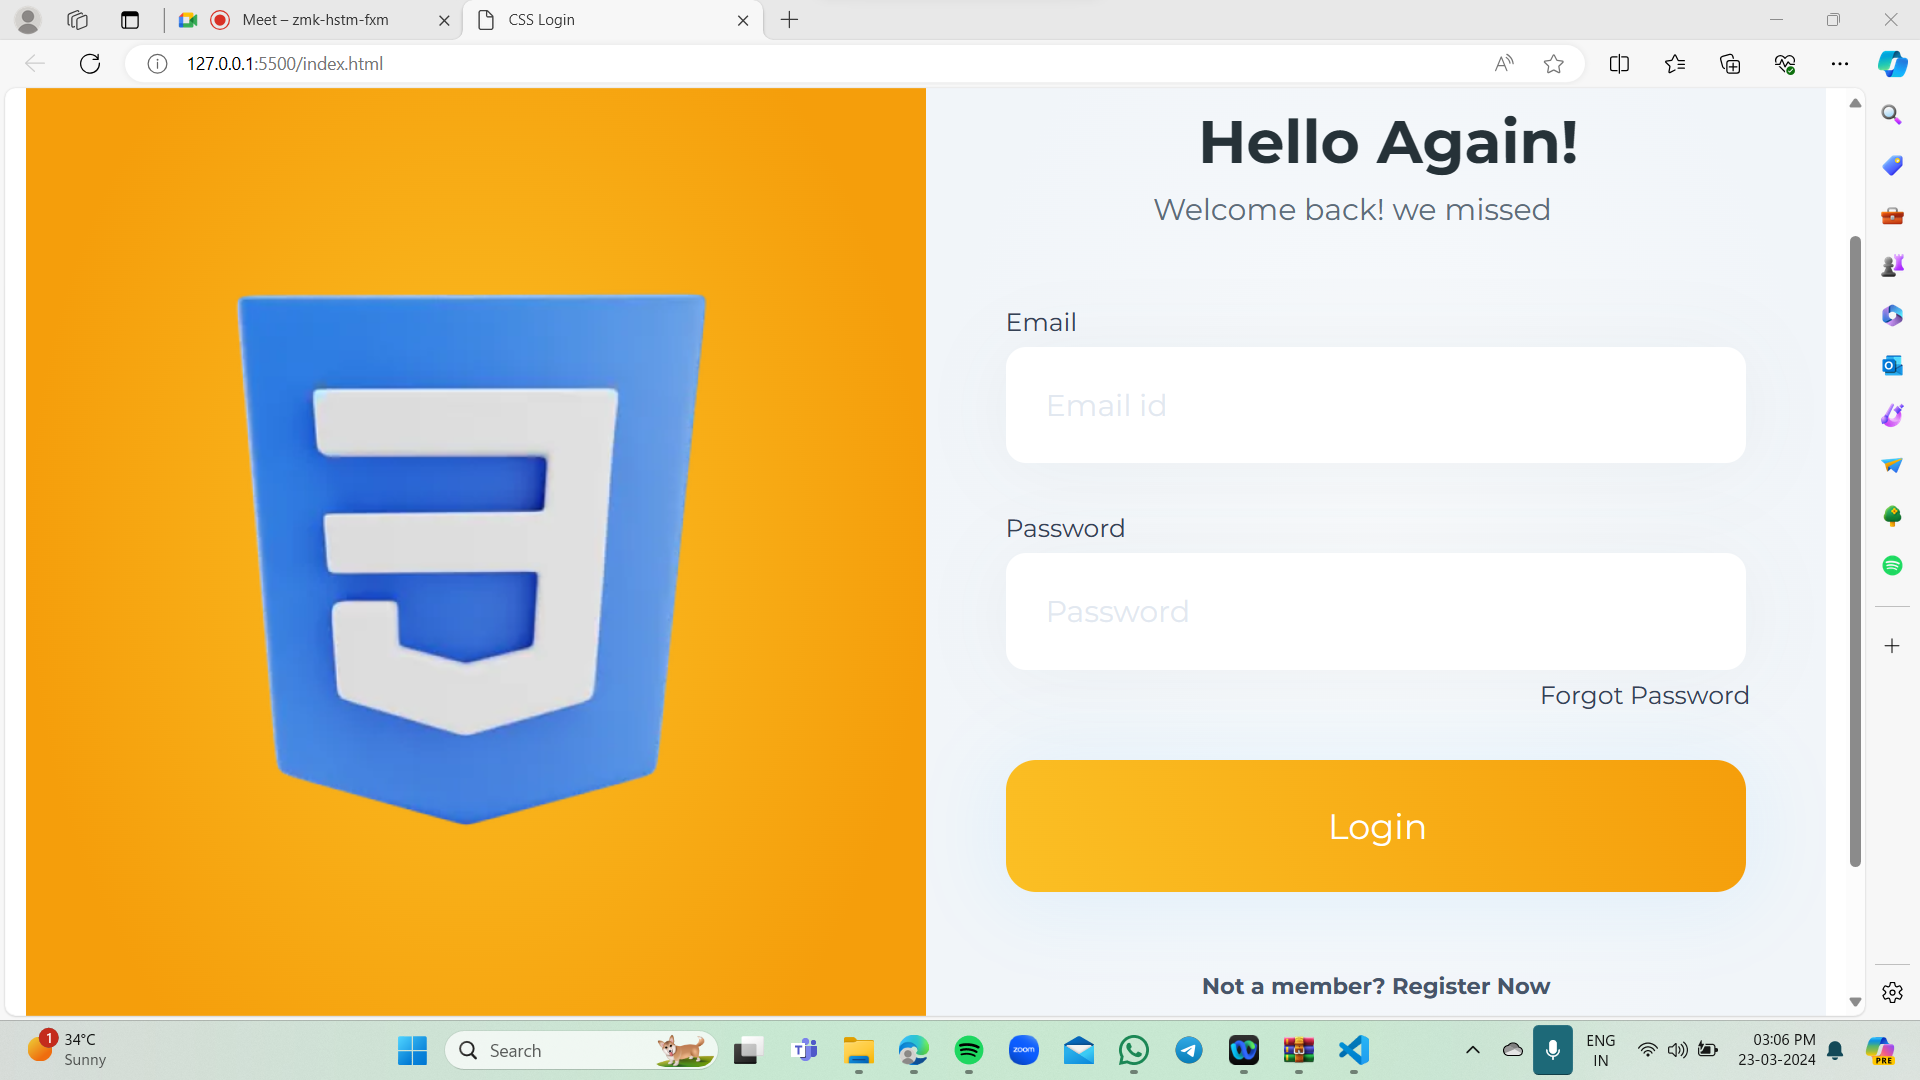 Meet – zmk-hstm-fxm
CSS Login
127.0.0.1:5500/index.html
Hello Again!
Welcome back! we missed
Email
Email id
Password
Password
Forgot Password
Login
Not a member? Register Now
1
34°C
Sunny
Search
zoom
ENG
IN
03:06 PM
23-03-2024
PRE